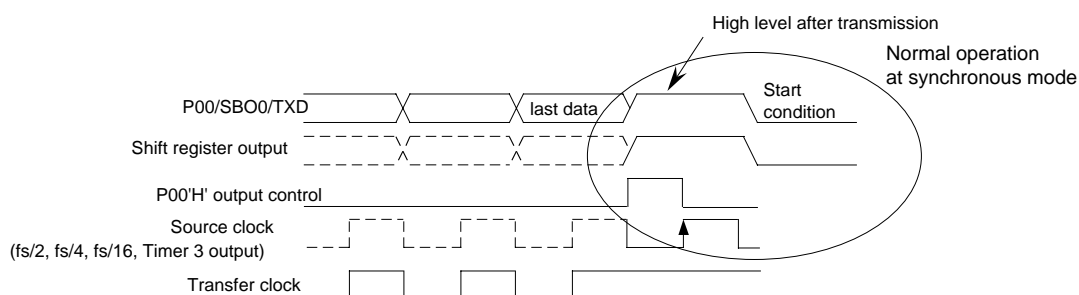 High level after transmission
Normal operation
at synchronous mode
P00/SBO0/TXD
last data
Start
condition
Shift register output
P00'H' output control
Source clock
(fs/2, fs/4, fs/16, Timer 3 output)
Transfer clock